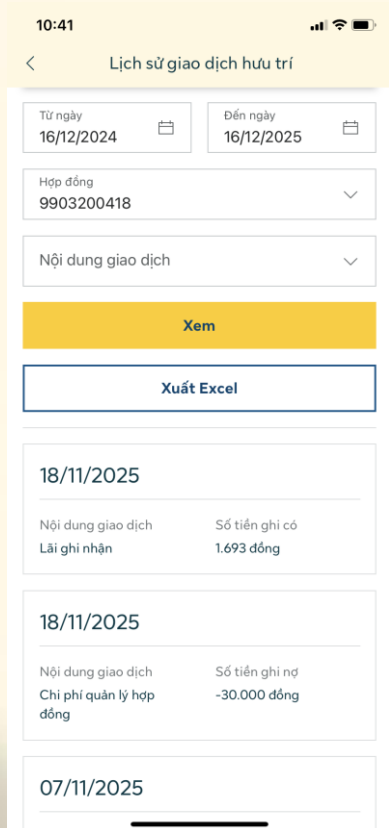 10:41
Lịch sử giao dịch hưu trí
Từ ngày
16/12/2024
Đến ngày
16/12/2025
Hợp đồng
9903200418
Nội dung giao dịch
Xem
Xuất Excel
18/11/2025
Nội dung giao dịch
Số tiền ghi có
Lãi ghi nhận
1.693 đồng
18/11/2025
Nội dung giao dịch
Số tiền ghi nợ
Chi phí quản lý hợp
đồng
-30.000 đồng
07/11/2025